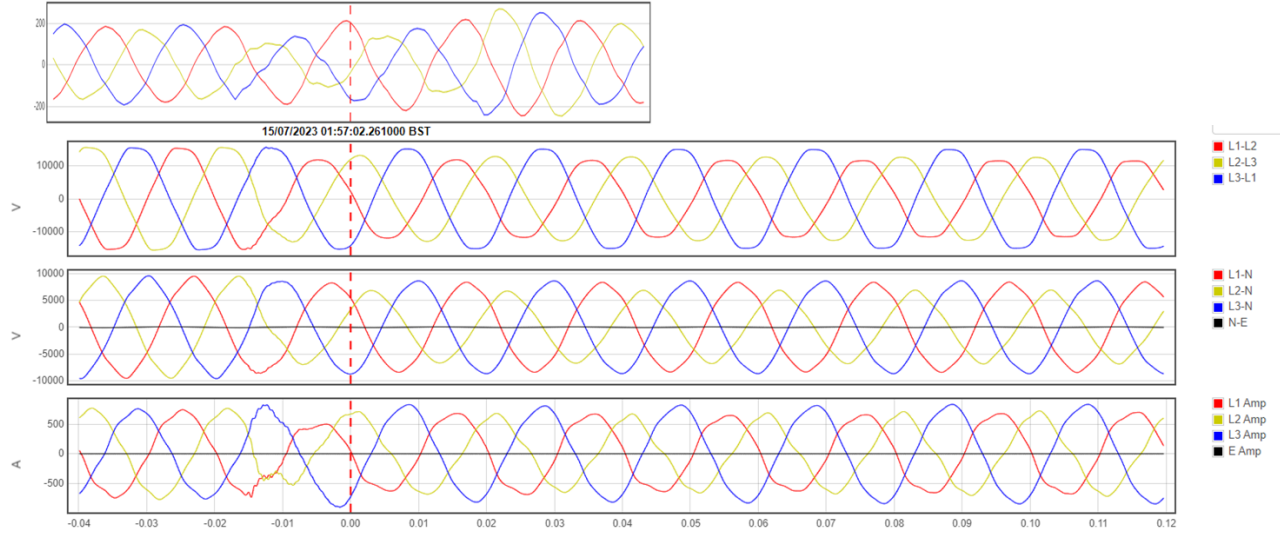 200
0
-200
15/07/2023 01:57:02.261000 BST
10000
0
-10000
V
L1-L2
L2-L3
L3-L1
10000
5000
0
-5000
-10000
V
L1-N
L2-N
L3-N
N-E
500
0
-500
A
L1 Amp
L2 Amp
L3 Amp
E Amp
-0.04 -0.03 -0.02 -0.01 0.00 0.01 0.02 0.03 0.04 0.05 0.06 0.07 0.08 0.09 0.10 0.11 0.12